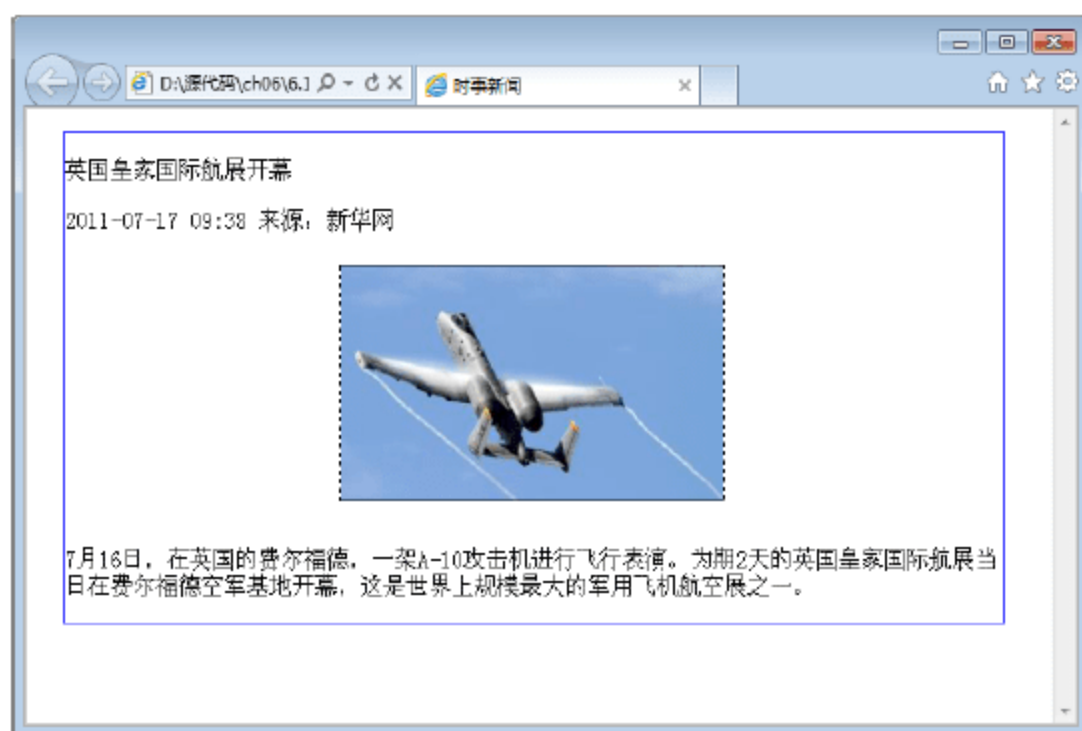 D:\源代码\ch06\6.1
时事新闻
英国皇家国际航展开幕
2011-07-17 09:38 来源：新华网
7月16日，在英国的费尔福德，一架A-10攻击机进行飞行表演。为期2天的英国皇家国际航展当
日在费尔福德空军基地开幕，这是世界上规模最大的军用飞机航空展之一。